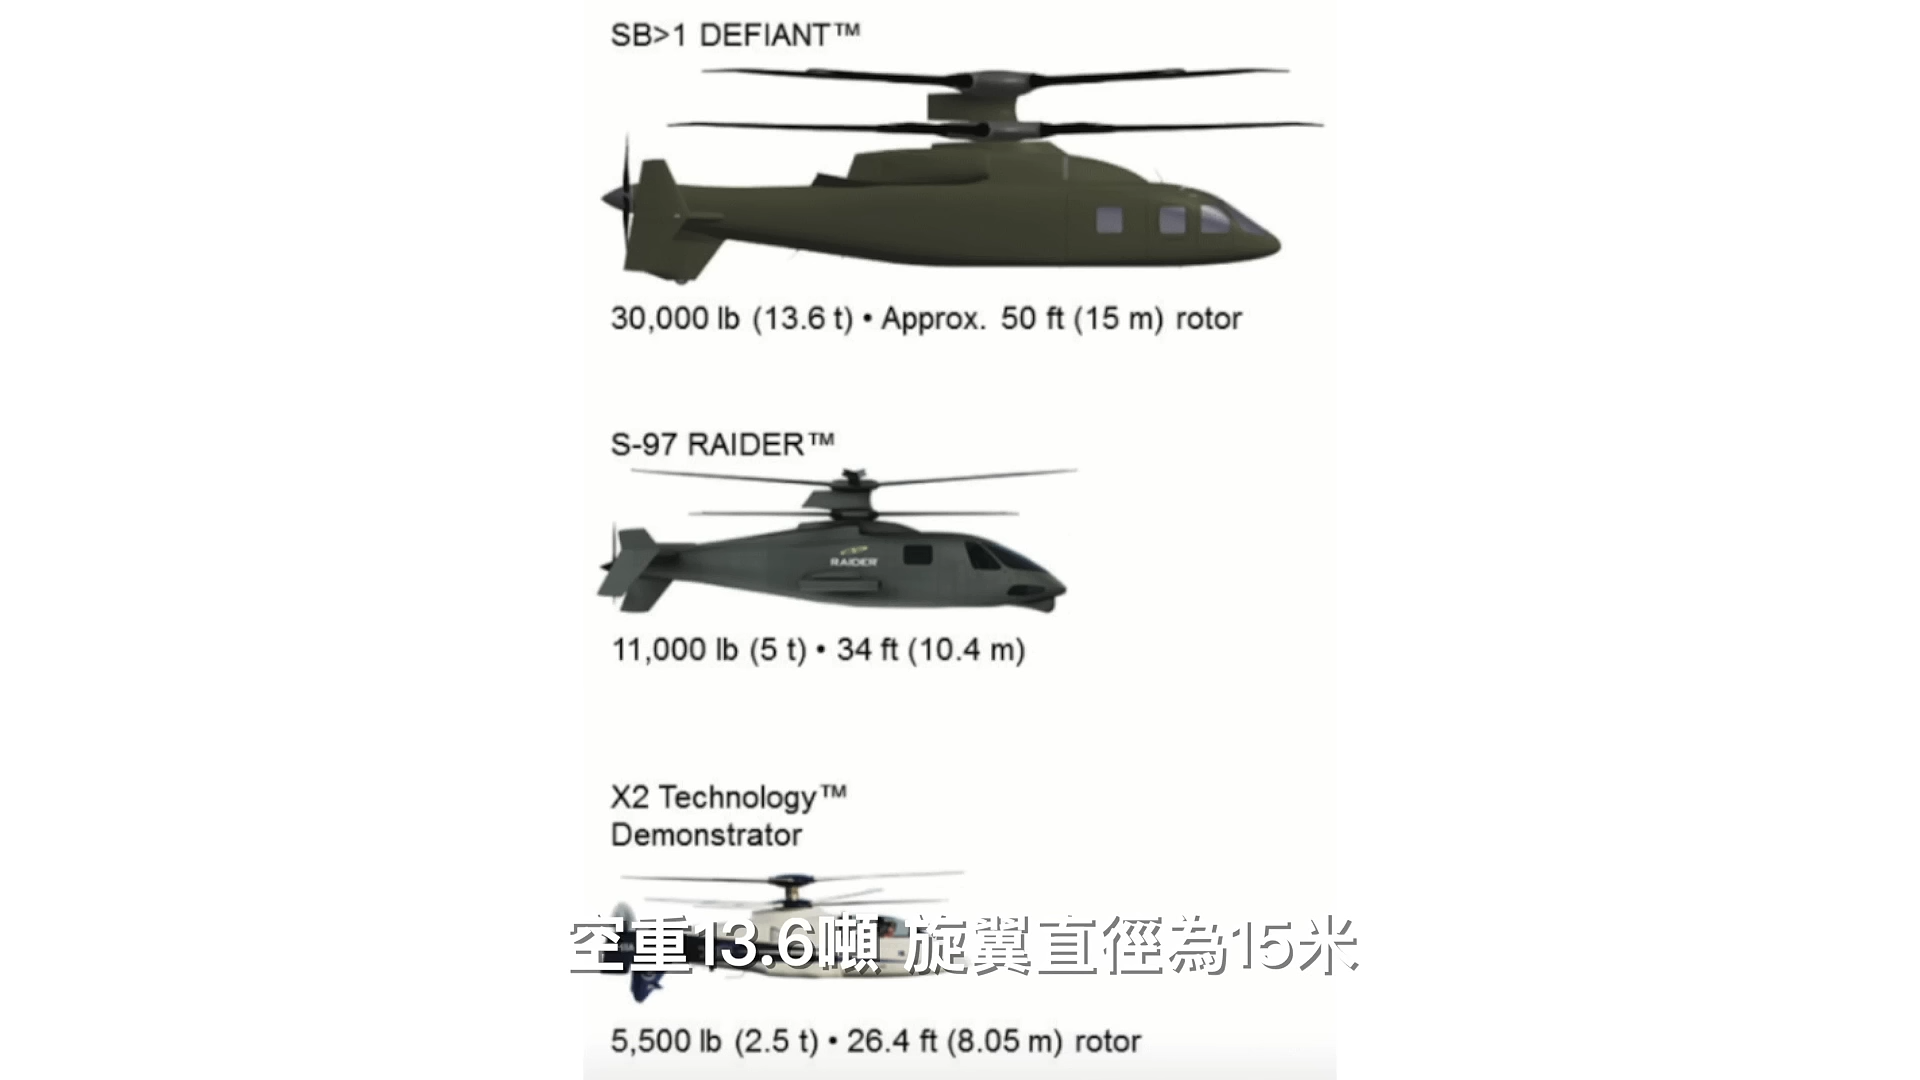 SB>1 DEFIANT™
30,000 lb (13.6 t) • Approx. 50 ft (15 m) rotor
S-97 RAIDER™
RAIDER
11,000 lb (5 t) • 34 ft (10.4 m)
X2 Technology™
Demonstrator
空重13.6噸 旋翼直徑為15米
5,500 lb (2.5 t) • 26.4 ft (8.05 m) rotor